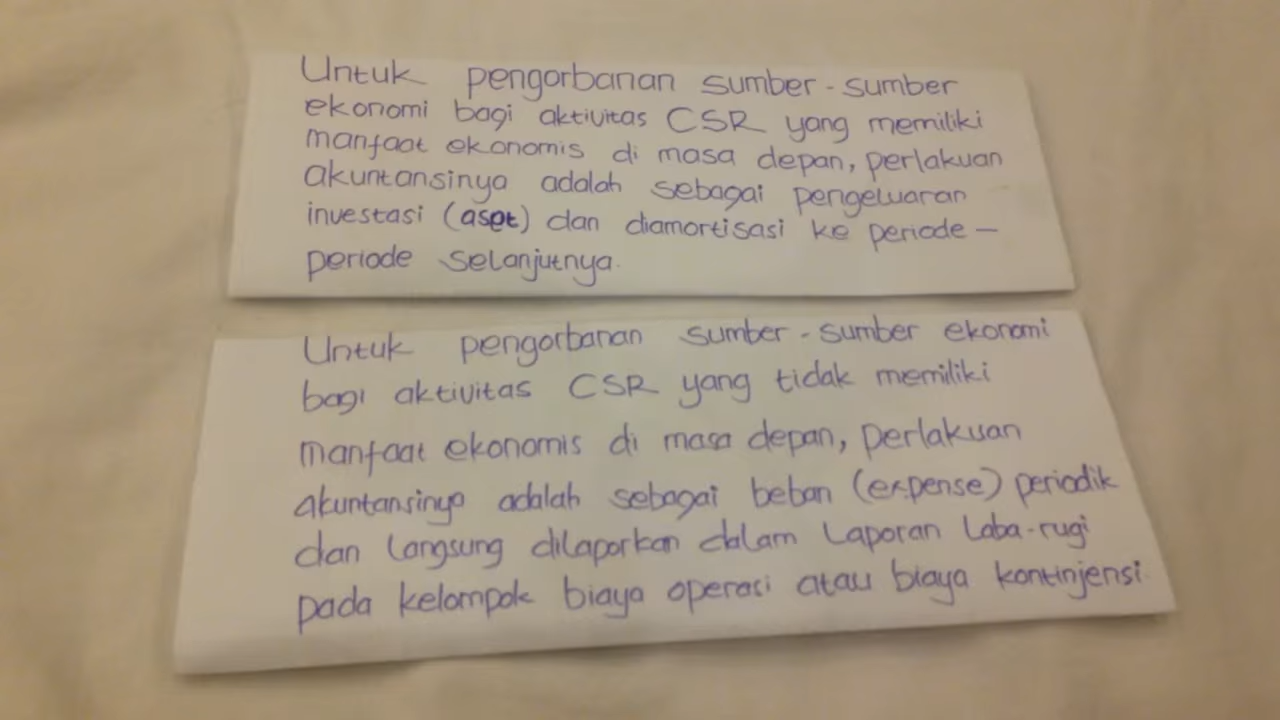 Untuk pengorbanan sumber-sumber
ekonomi bagi aktivitas CSR yang memiliki
manfaat ekonomis di masa depan, perlakuan
akuntansinya adalah sebagai pengeluaran
investasi (aset) dan diamortisasi ke periode-
periode selanjutnya.
Untuk pengorbanan sumber-sumber ekonomi
bagi aktivitas CSR yang tidak memiliki
manfaat ekonomis di masa depan, perlakuan
akuntansinya adalah sebagai beban (expense) periodik
dan langsung dilaporkan dalam Laporan Laba-rugi
pada kelompok biaya operasi atau biaya kontinjensi